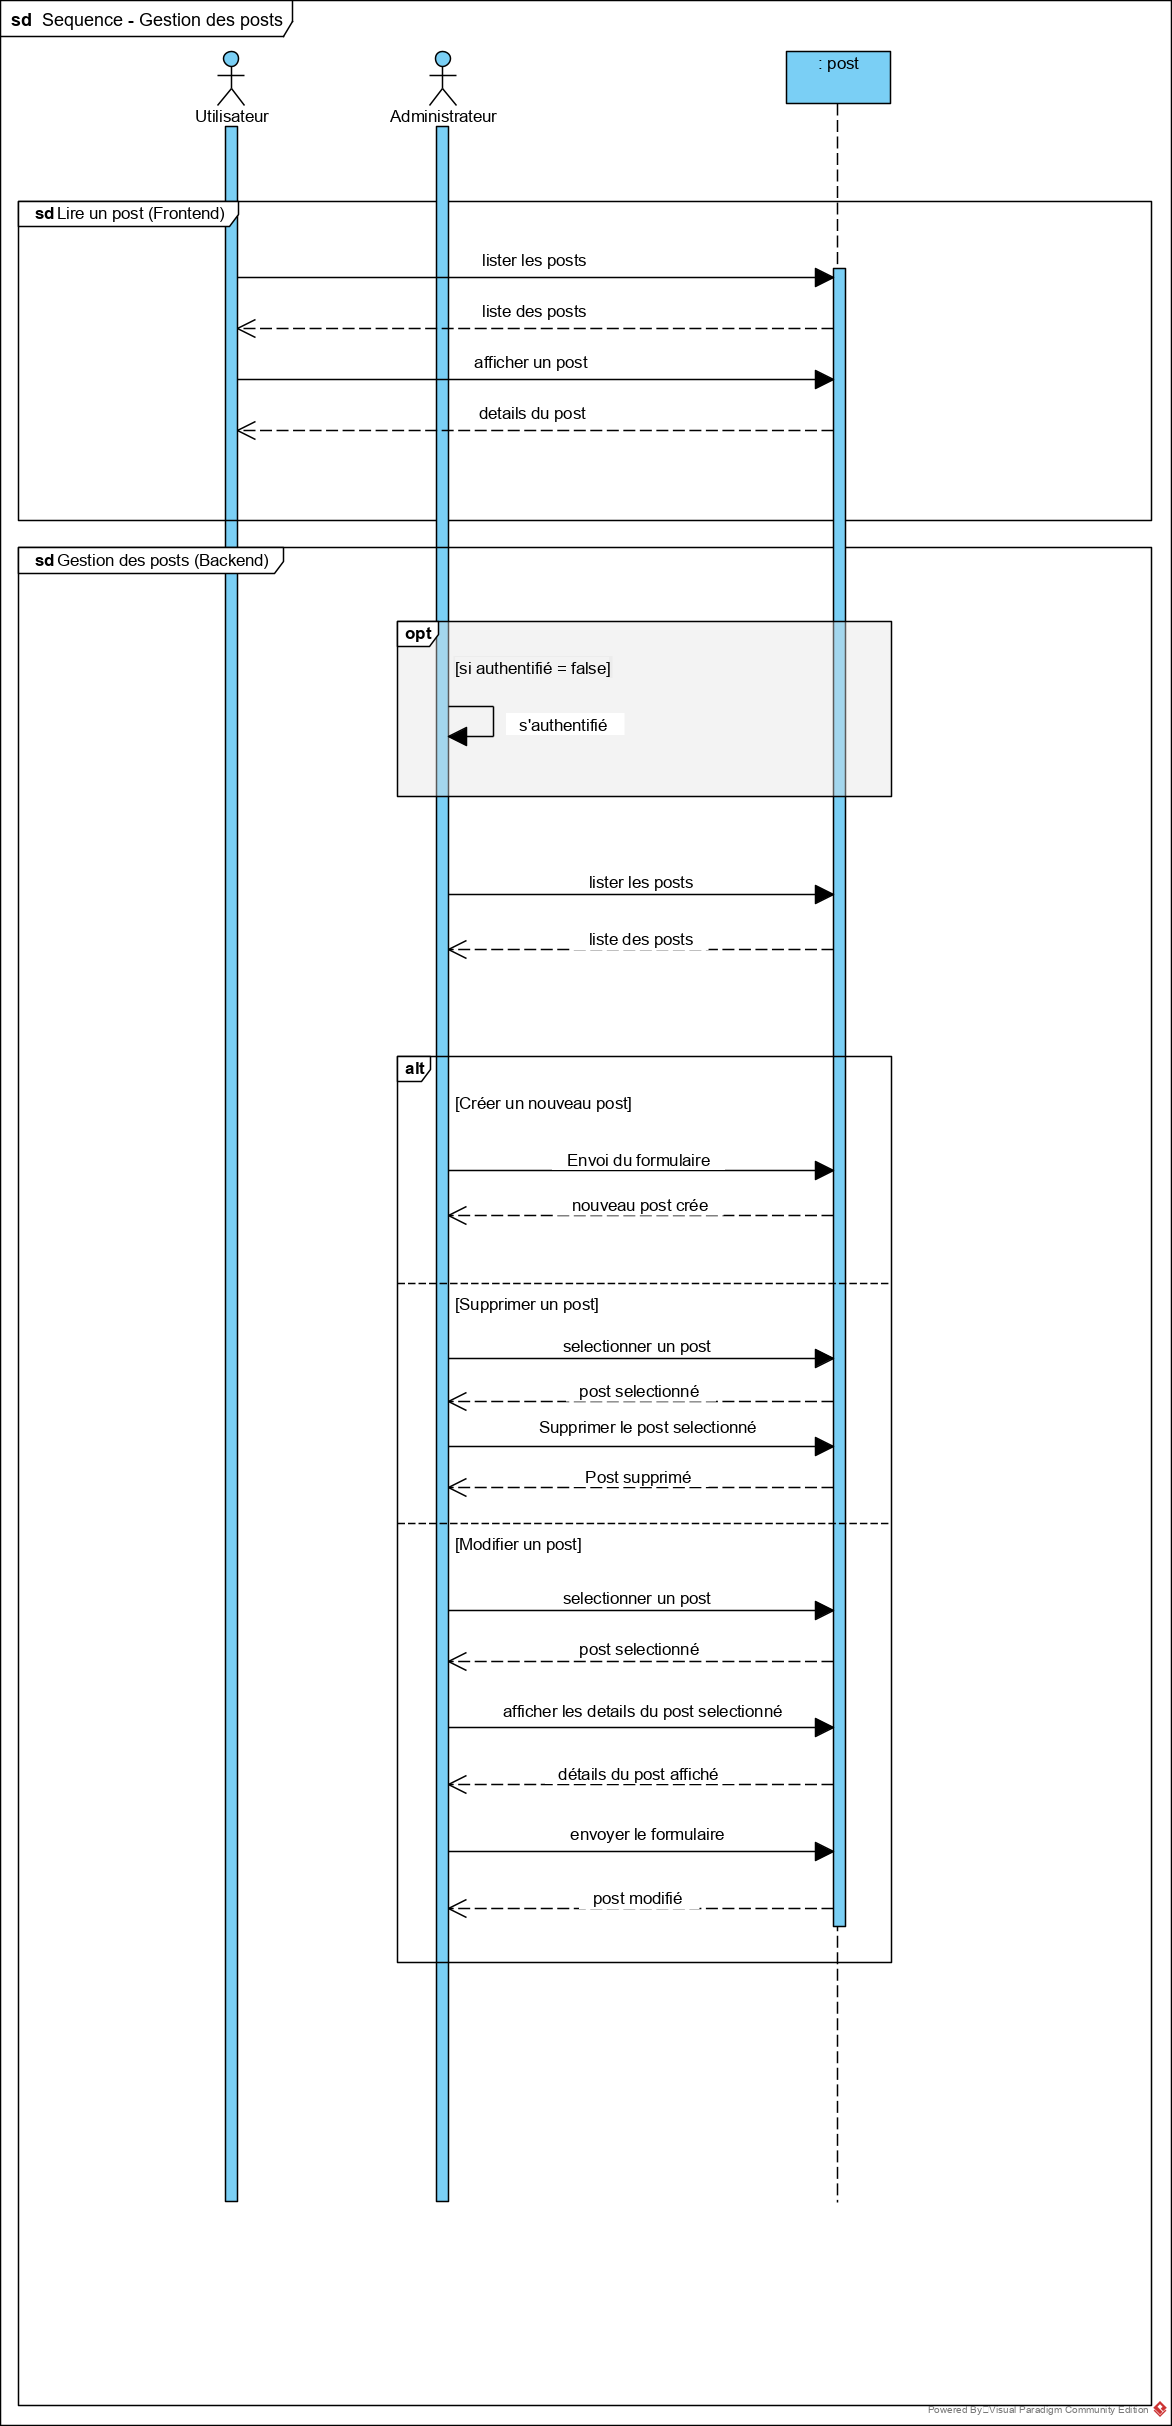 sd Sequence - Gestion des posts
Utilisateur
Administrateur
: post
sd Lire un post (Frontend)
lister les posts
liste des posts
afficher un post
details du post
sd Gestion des posts (Backend)
opt
[si authentifié = false]
s'authentifié
lister les posts
liste des posts
alt
[Créer un nouveau post]
Envoi du formulaire
nouveau post crée
[Supprimer un post]
selectionner un post
post selectionné
Supprimer le post selectionné
Post supprimé
[Modifier un post]
selectionner un post
post selectionné
afficher les details du post selectionné
détails du post affiché
envoyer le formulaire
post modifié
Powered By Visual Paradigm Community Edition